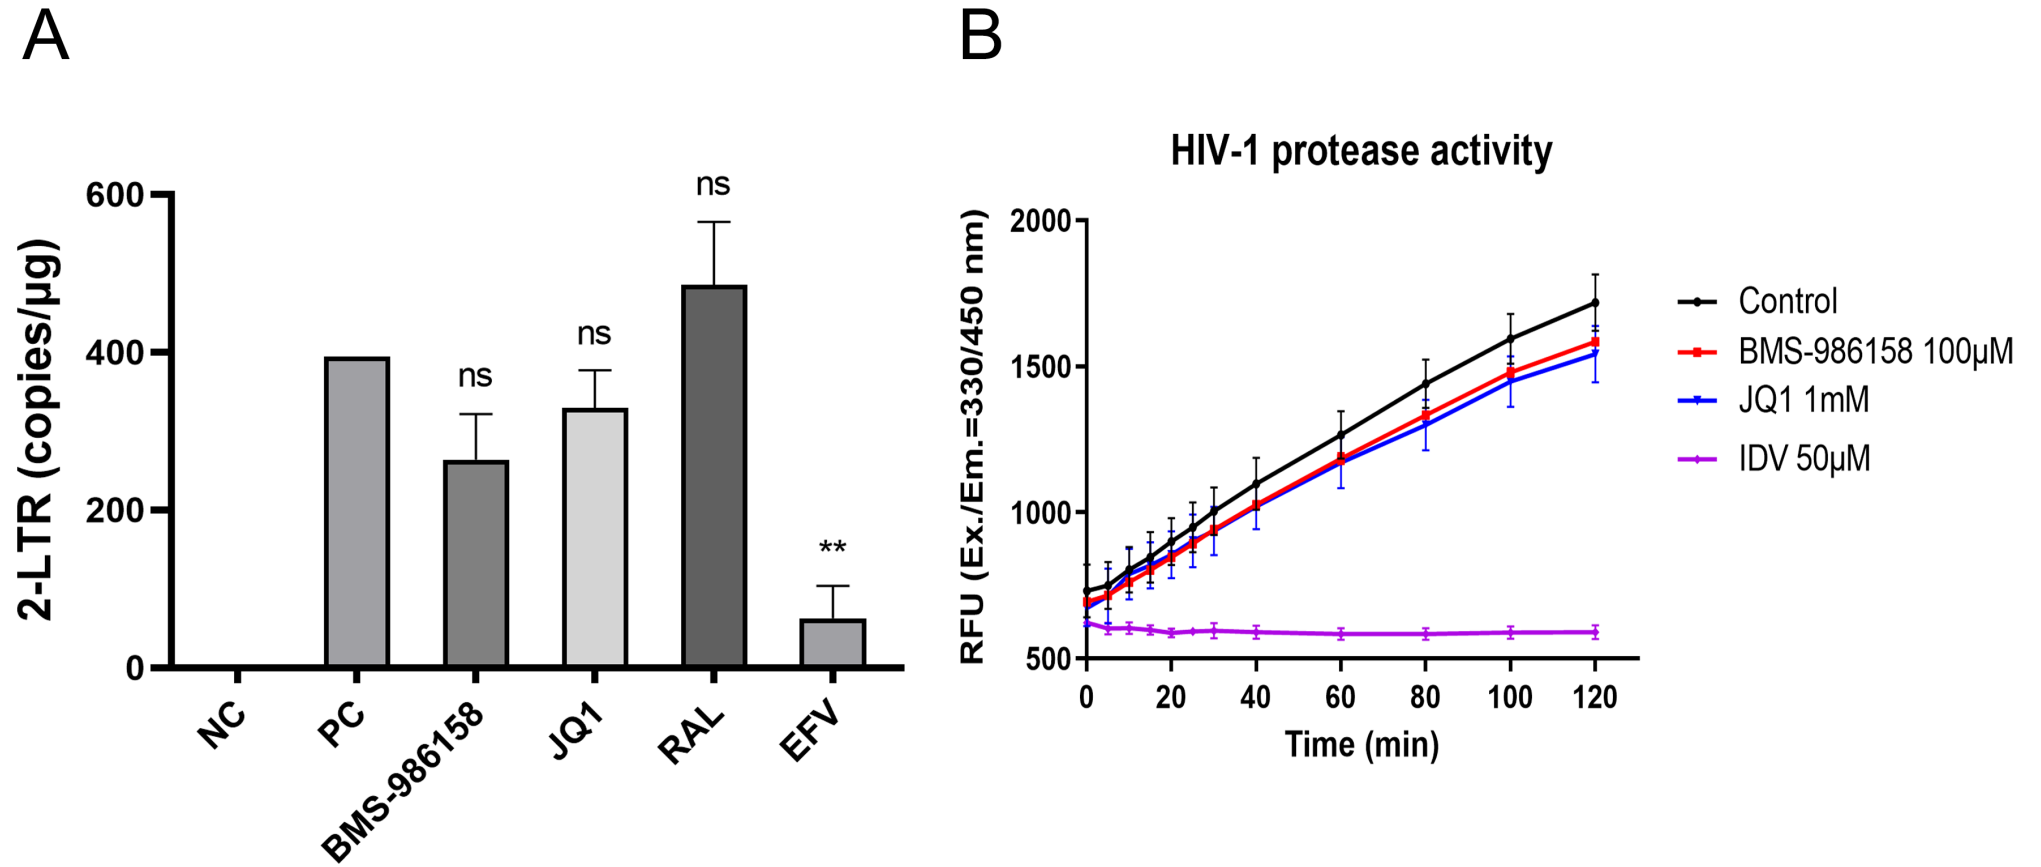 A
B
2-LTR (copies/µg)
600
400
200
0
ns
ns
ns
**
NC
PC
BMS-986158
JQ1
RAL
EFV
HIV-1 protease activity
RFU (Ex./Em.=330/450 nm)
2000
1500
1000
500
0 20 40 60 80 100 120
Time (min)
Control
BMS-986158 100µM
JQ1 1mM
IDV 50µM